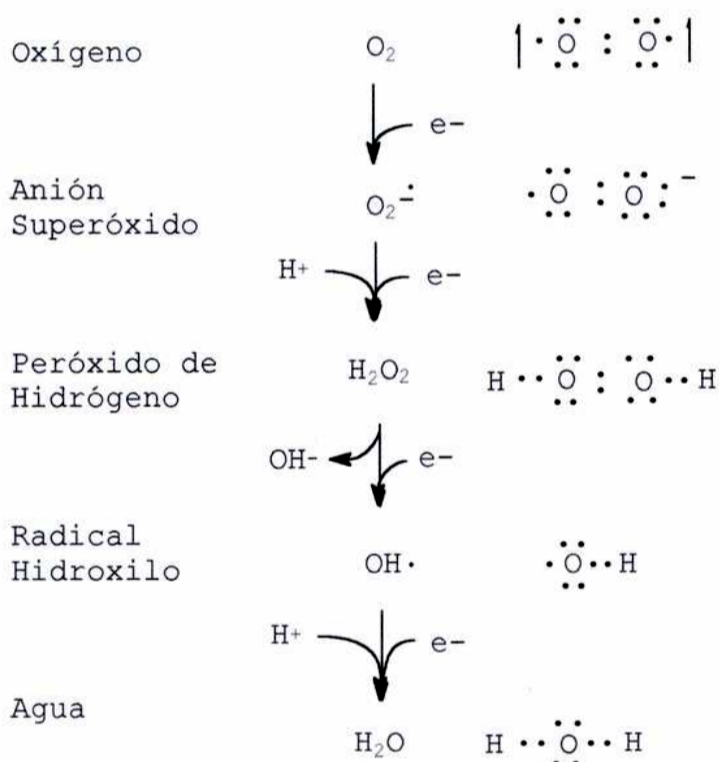 Oxígeno O₂ ↿ · O : O · ↾
e-
Anión
Superóxido O₂∸ · O : O : ⁻
H+ e-
Peróxido de
Hidrógeno H₂O₂ H ·· O : O ·· H
OH- e-
Radical
Hidroxilo OH· · O ·· H
H+ e-
Agua H₂O H ·· O ·· H